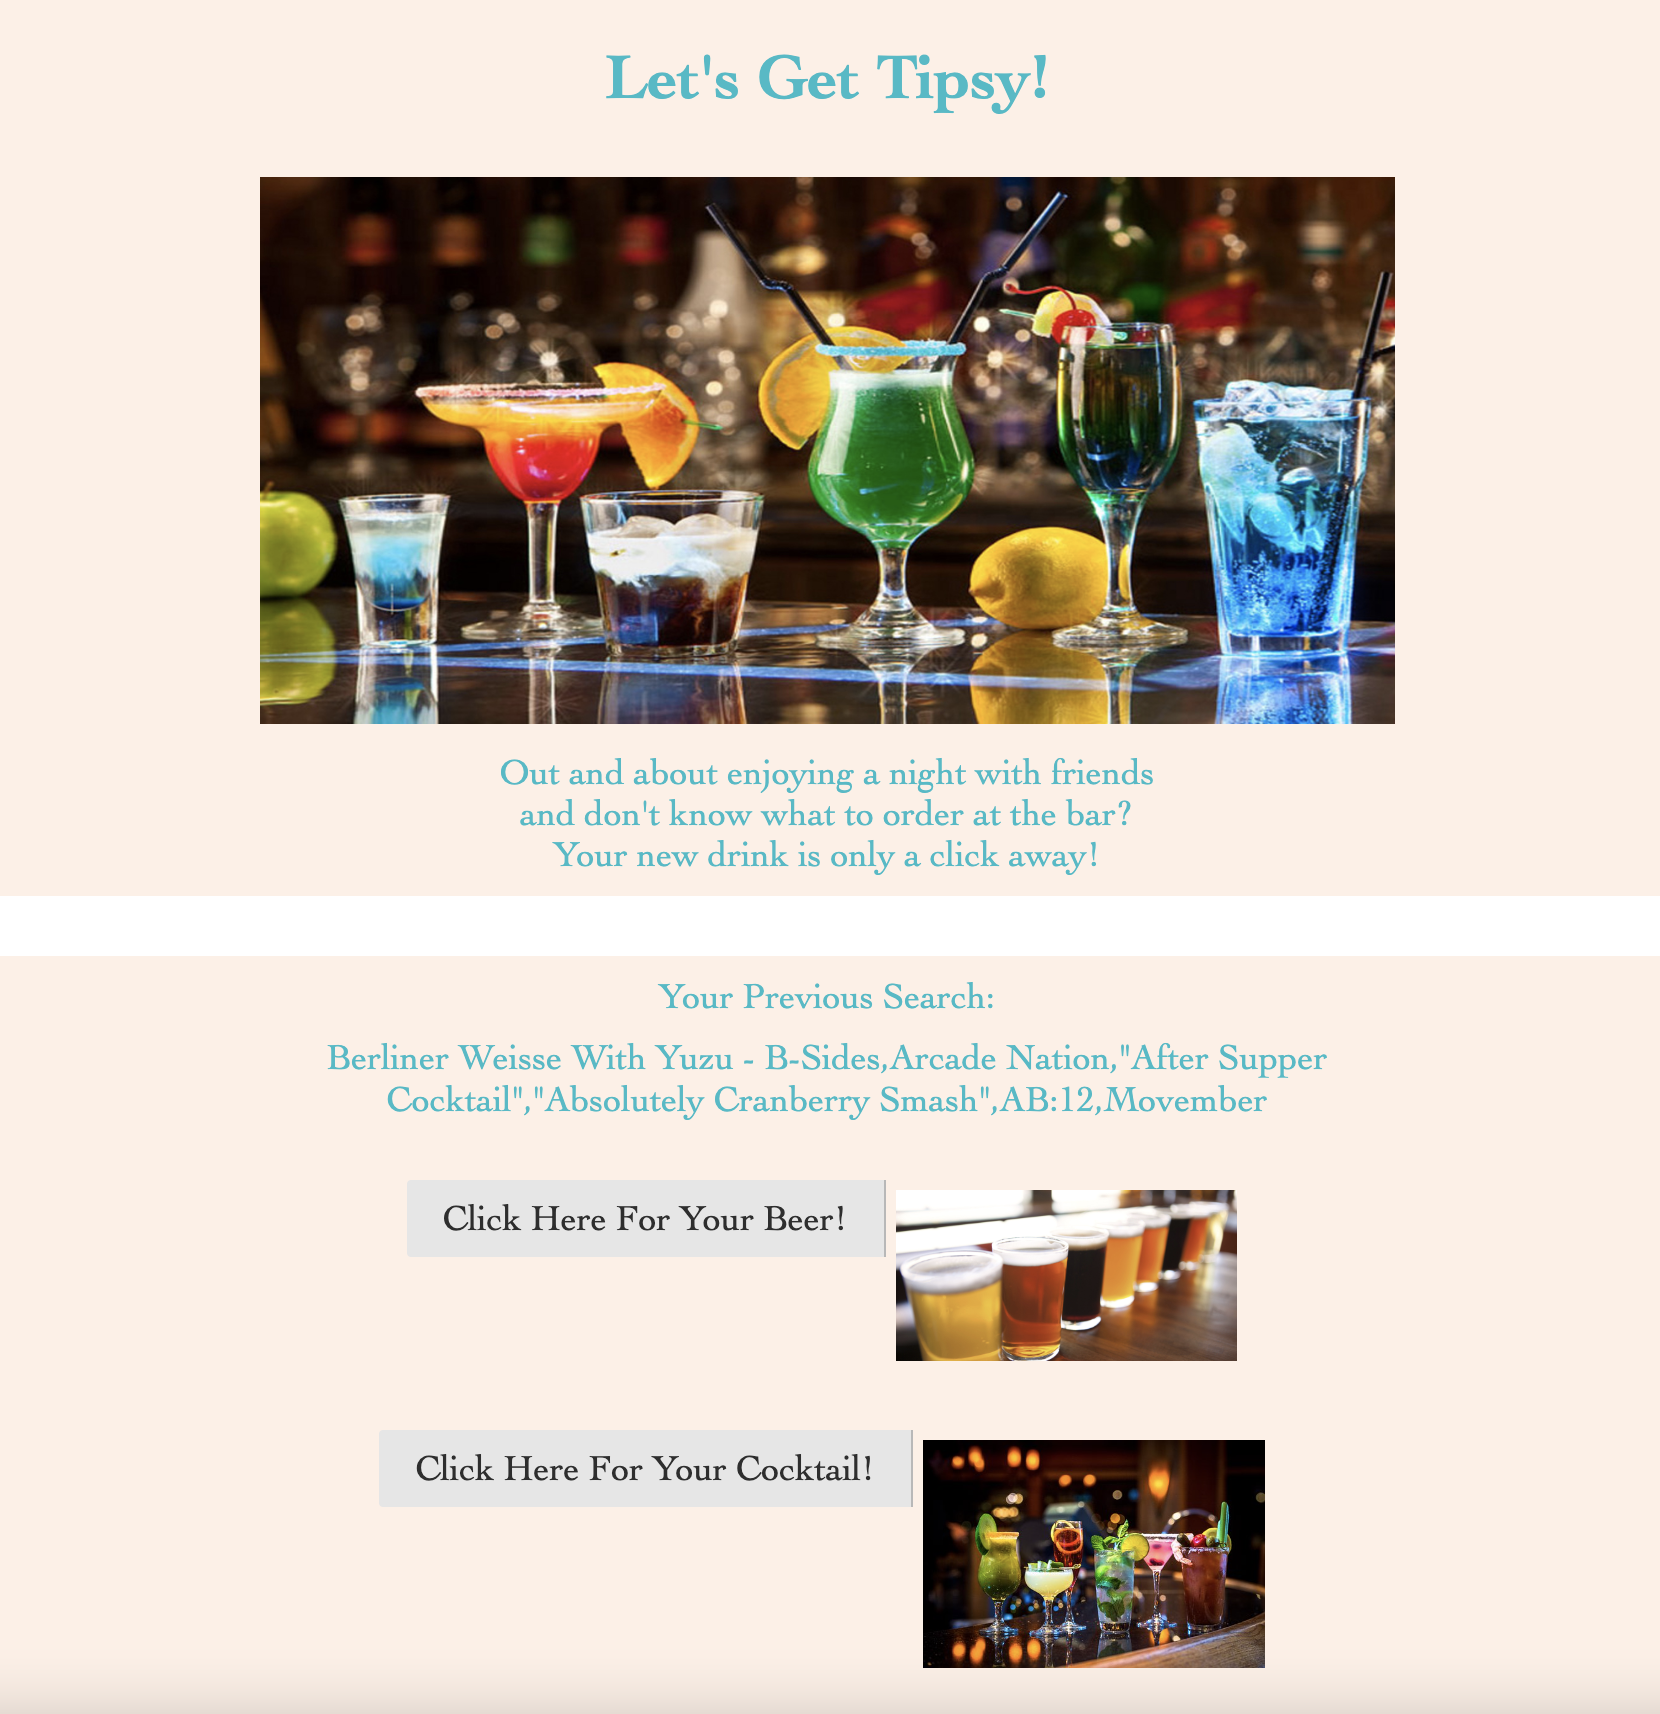 Let's Get Tipsy!
Out and about enjoying a night with friends
and don't know what to order at the bar?
Your new drink is only a click away!
Your Previous Search:
Berliner Weisse With Yuzu - B-Sides,Arcade Nation,"After Supper
Cocktail","Absolutely Cranberry Smash",AB:12,Movember
Click Here For Your Beer!
Click Here For Your Cocktail!